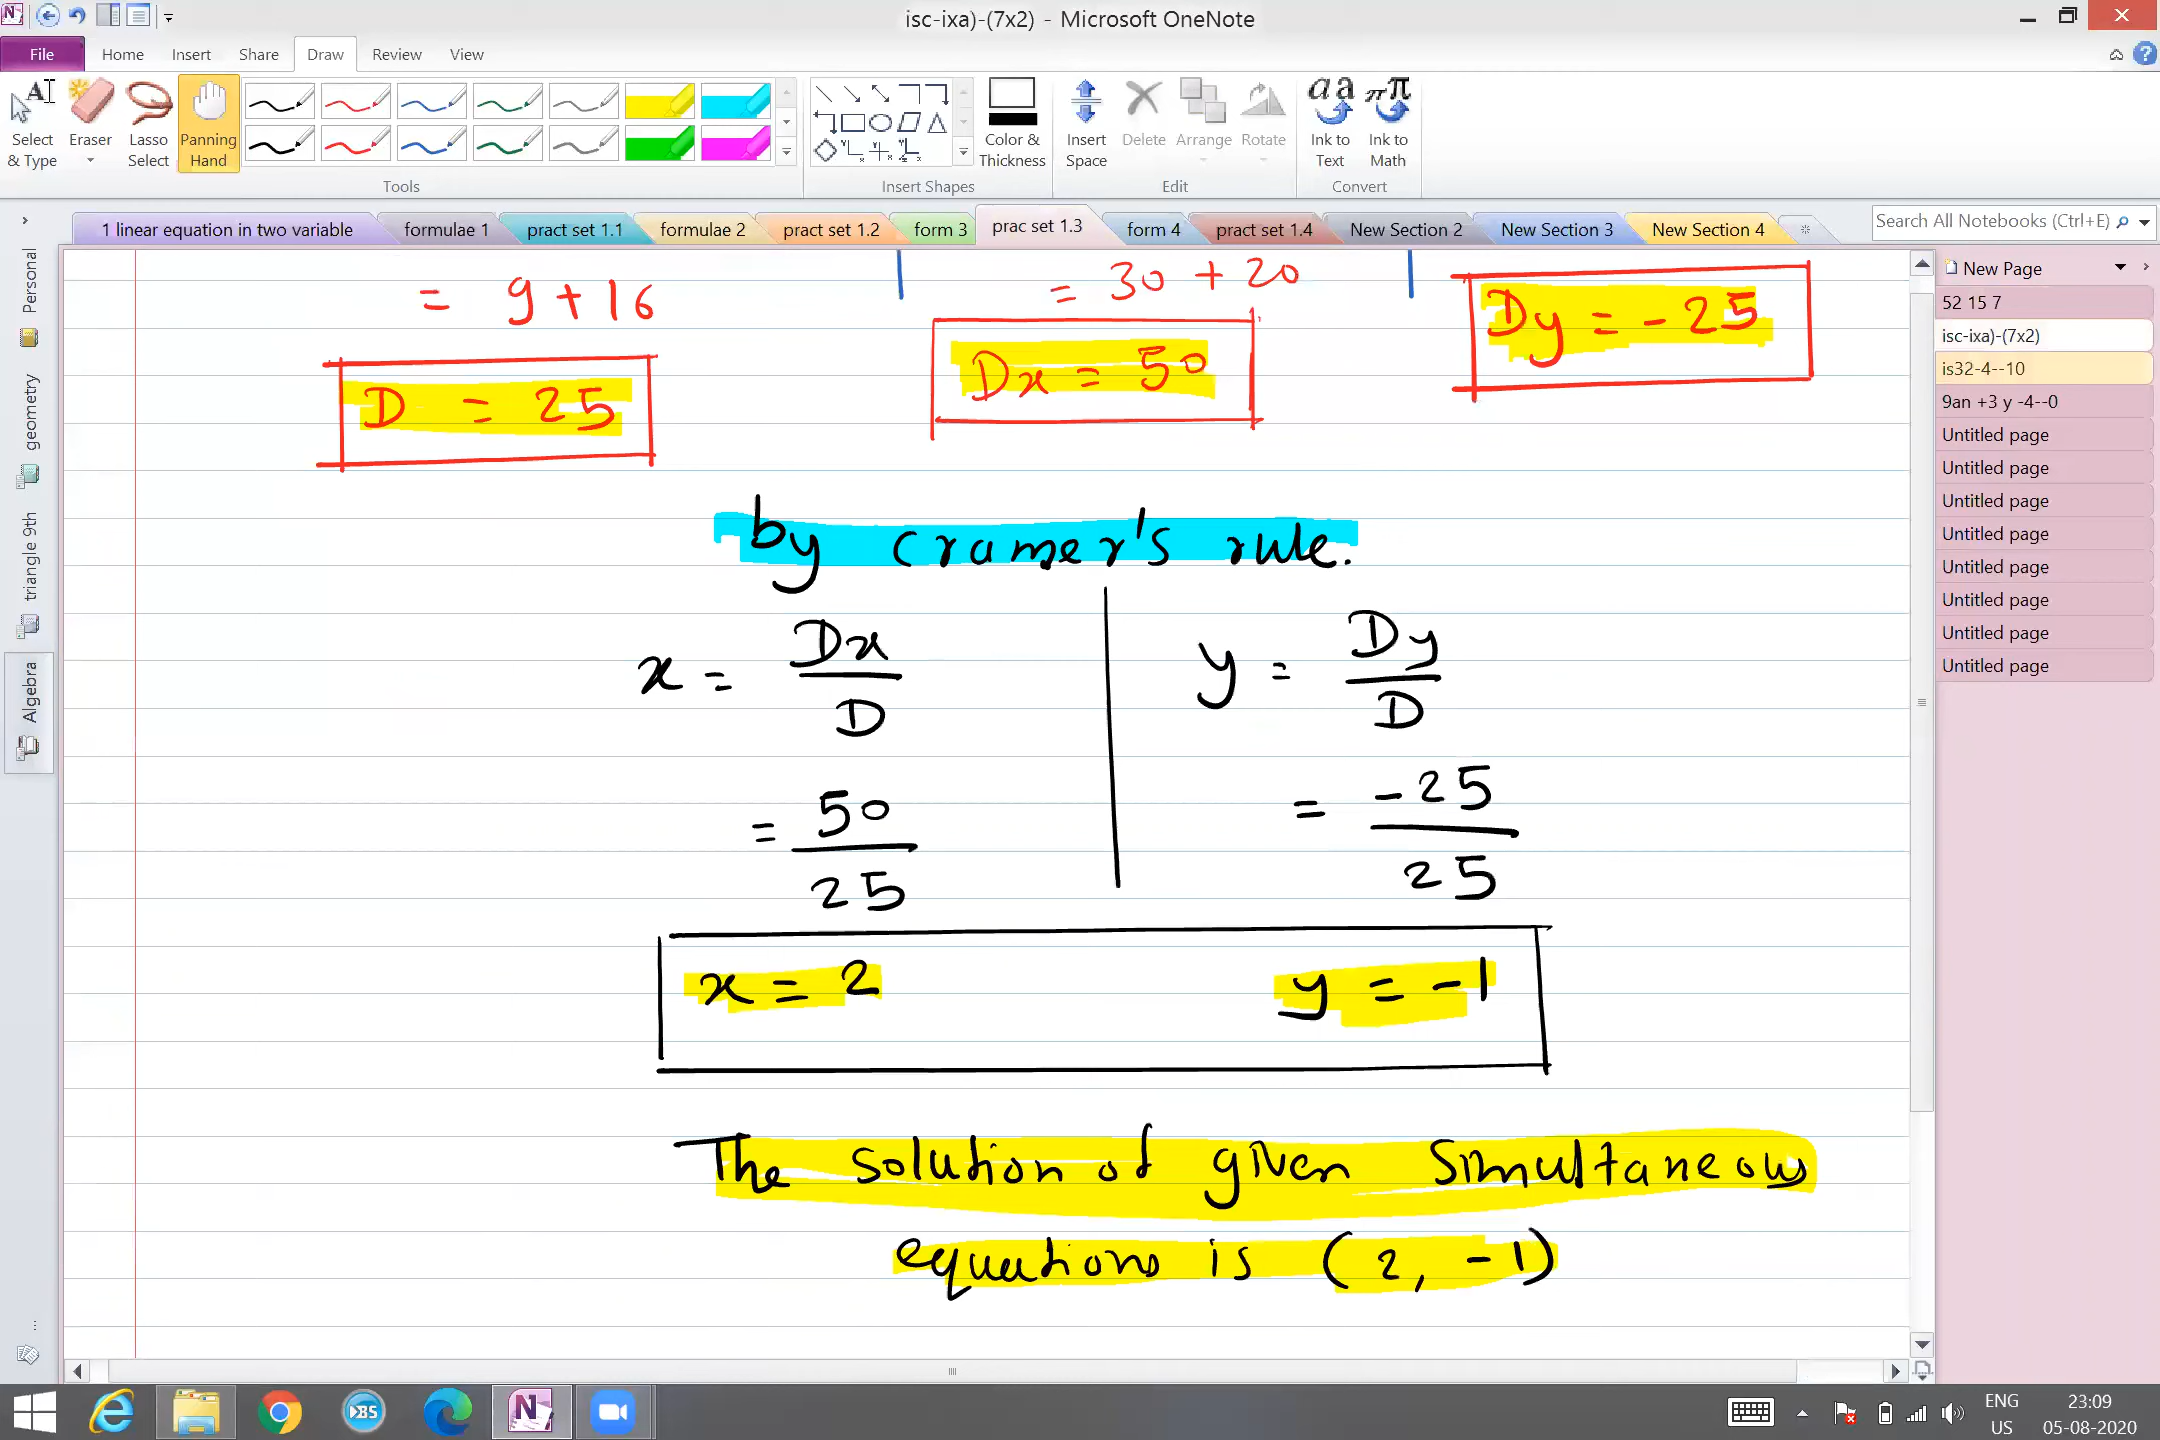 isc-ixa)-(7x2) - Microsoft OneNote
File Home Insert Share Draw Review View
Select & Type
Eraser
Lasso Select
Panning Hand
Color & Thickness
Insert Space
Delete
Arrange
Rotate
Ink to Text
Ink to Math
Tools
Insert Shapes
Edit
Convert
1 linear equation in two variable formulae 1 pract set 1.1 formulae 2 pract set 1.2 form 3 prac set 1.3 form 4 pract set 1.4 New Section 2 New Section 3 New Section 4
Search All Notebooks (Ctrl+E)
Personal
geometry
triangle 9th
Algebra
= 9 + 16
D = 25
= 30 + 20
Dx = 50
Dy = -25
by cramer's rule.
x = Dx / D
y = Dy / D
= 50 / 25
= -25 / 25
x = 2
y = -1
The solution of given Simultaneous
equations is (2, -1)
New Page
52 15 7
isc-ixa)-(7x2)
is32-4--10
9an +3 y -4--0
Untitled page
Untitled page
Untitled page
Untitled page
Untitled page
Untitled page
Untitled page
Untitled page
ENG
US
23:09
05-08-2020